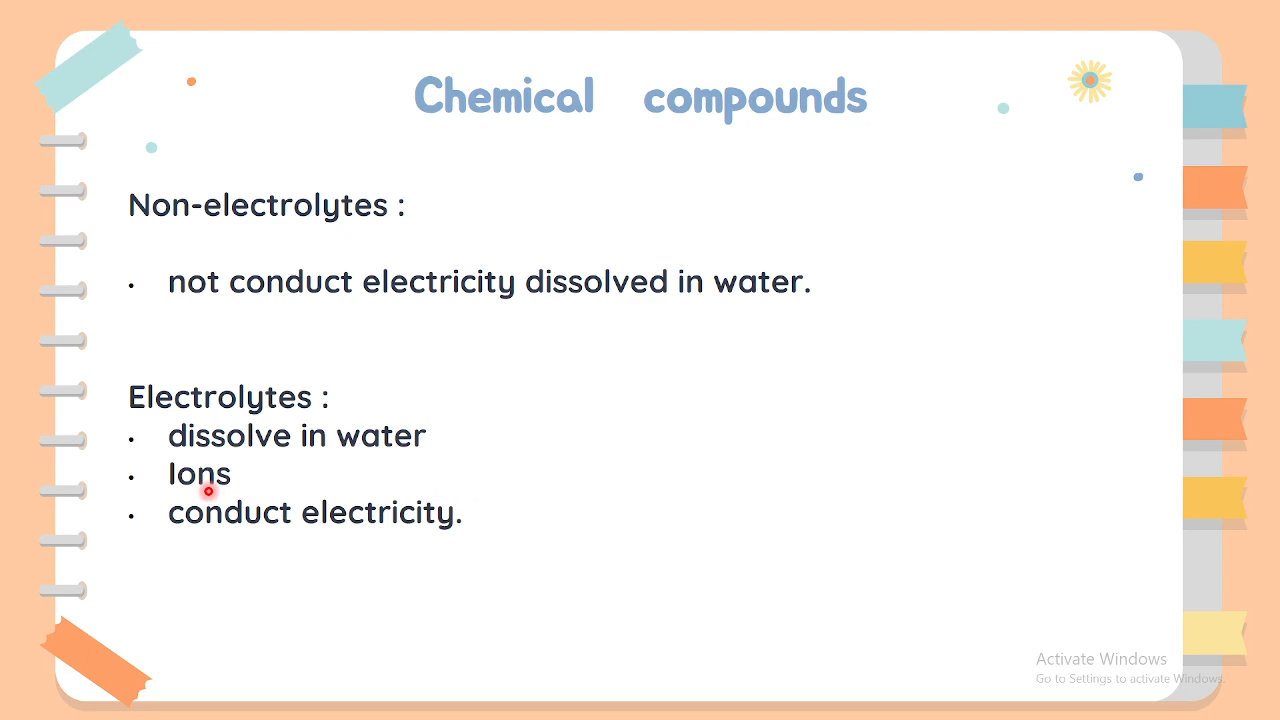 Chemical compounds
Non-electrolytes :
• not conduct electricity dissolved in water.
Electrolytes :
• dissolve in water
• Ions
• conduct electricity.
Activate Windows
Go to Settings to activate Windows.